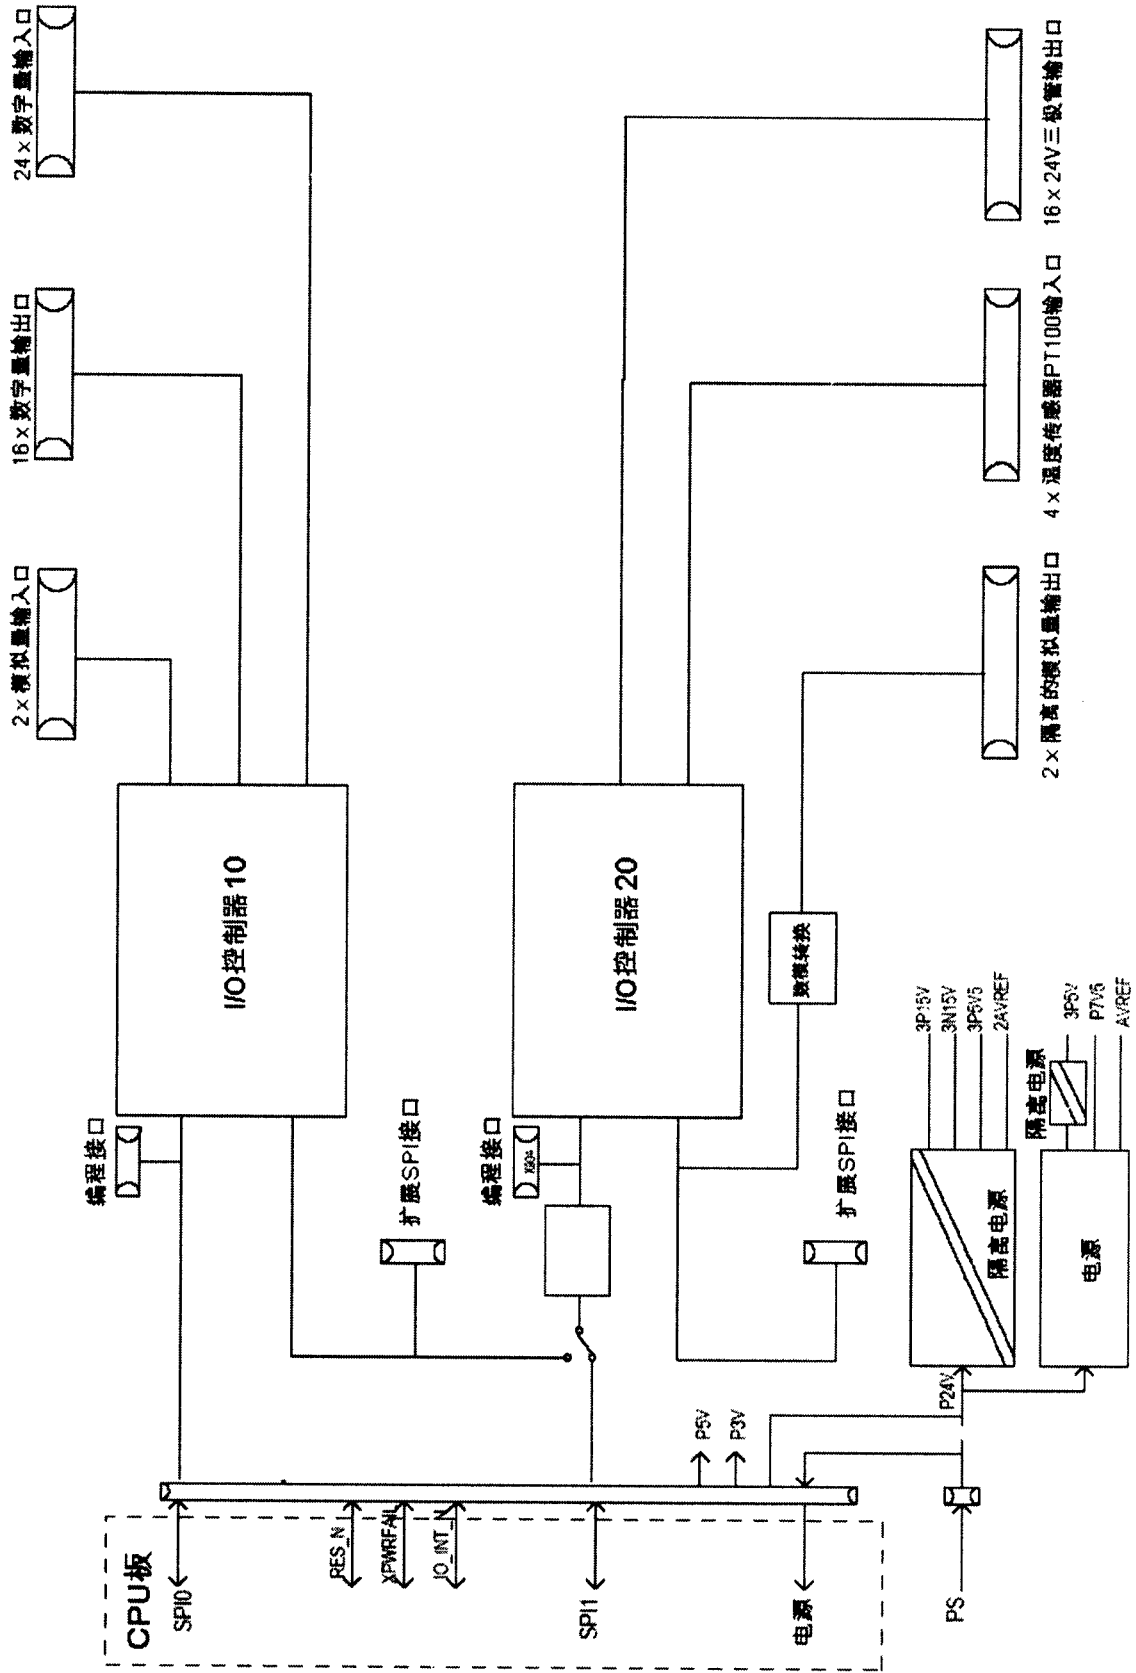 24×数字量输入口
16×数字量输出口
2×模拟量输入口
I/O控制器10
编程接口
扩展SPI接口
16×24V三极管输出口
4×温度传感器PT100输入口
2×隔离的模拟量输出口
I/O控制器20
数模转换
编程接口
XG04
扩展SPI接口
3P15V
3N15V
3P5V5
2AVREF
隔离电源
隔离电源
3P5V
P7V5
AVREF
电源
P24V
P5V
P3V
CPU板
SPI0
RES_N
XPWRFAIL
IO_INT_N
SPI1
电源
PS